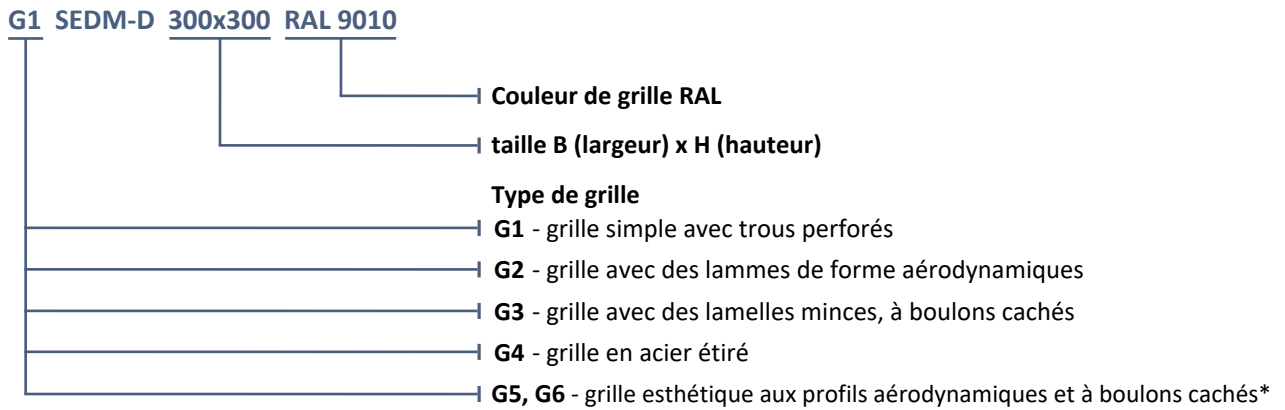 G1 SEDM-D 300x300 RAL 9010
Couleur de grille RAL
taille B (largeur) x H (hauteur)
Type de grille
G1 - grille simple avec trous perforés
G2 - grille avec des lammes de forme aérodynamiques
G3 - grille avec des lamelles minces, à boulons cachés
G4 - grille en acier étiré
G5, G6 - grille esthétique aux profils aérodynamiques et à boulons cachés*